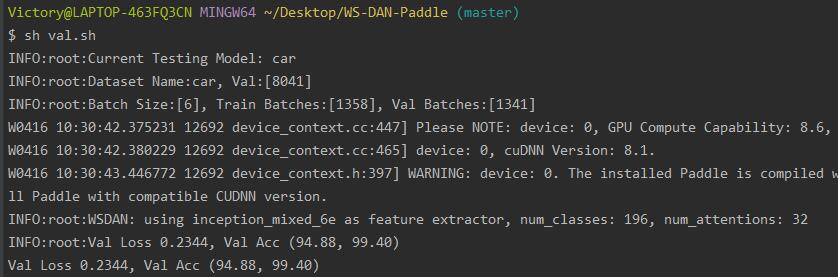 Victory@LAPTOP-463FQ3CN MINGW64 ~/Desktop/WS-DAN-Paddle (master)
$ sh val.sh
INFO:root:Current Testing Model: car
INFO:root:Dataset Name:car, Val:[8041]
INFO:root:Batch Size:[6], Train Batches:[1358], Val Batches:[1341]
W0416 10:30:42.375231 12692 device_context.cc:447] Please NOTE: device: 0, GPU Compute Capability: 8.6,
W0416 10:30:42.380229 12692 device_context.cc:465] device: 0, cuDNN Version: 8.1.
W0416 10:30:43.446772 12692 device_context.h:397] WARNING: device: 0. The installed Paddle is compiled w
ll Paddle with compatible CUDNN version.
INFO:root:WSDAN: using inception_mixed_6e as feature extractor, num_classes: 196, num_attentions: 32
INFO:root:Val Loss 0.2344, Val Acc (94.88, 99.40)
Val Loss 0.2344, Val Acc (94.88, 99.40)